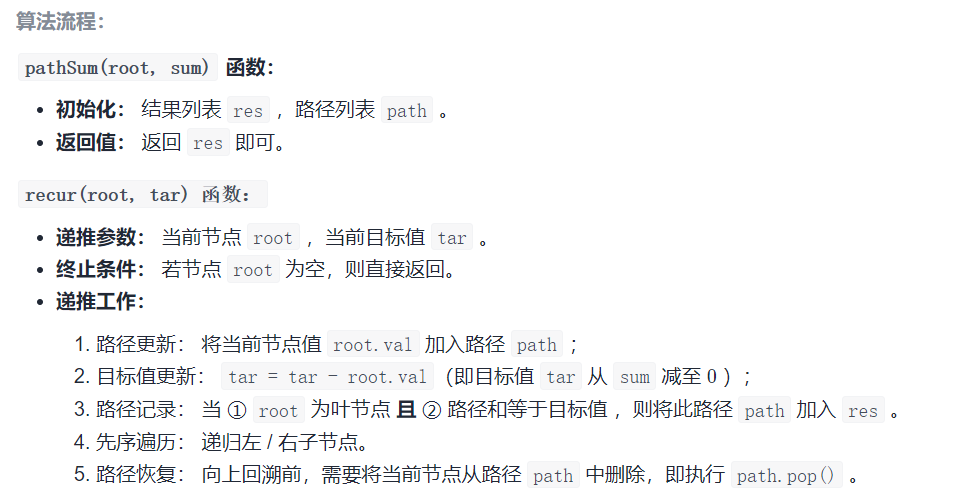 算法流程：
pathSum(root, sum) 函数：
• 初始化： 结果列表 res ，路径列表 path 。
• 返回值： 返回 res 即可。
recur(root, tar) 函数：
• 递推参数： 当前节点 root ，当前目标值 tar 。
• 终止条件： 若节点 root 为空，则直接返回。
• 递推工作：
1. 路径更新： 将当前节点值 root.val 加入路径 path ；
2. 目标值更新： tar = tar - root.val （即目标值 tar 从 sum 减至 0 ）；
3. 路径记录： 当 ① root 为叶节点 且 ② 路径和等于目标值 ，则将此路径 path 加入 res 。
4. 先序遍历： 递归左 / 右子节点。
5. 路径恢复： 向上回溯前，需要将当前节点从路径 path 中删除，即执行 path.pop() 。